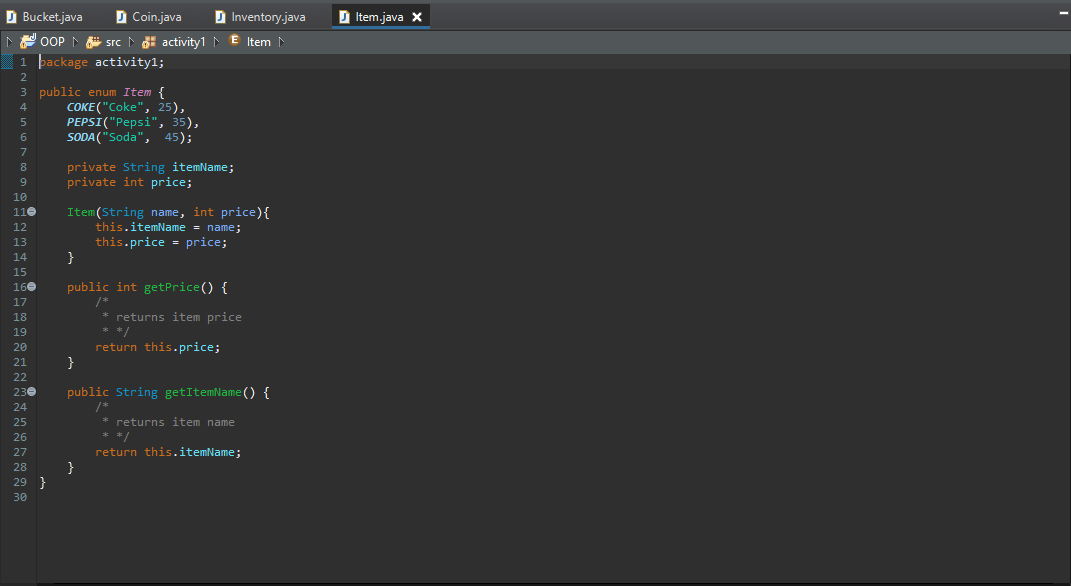 Bucket.java Coin.java Inventory.java Item.java
OOP src activity1 Item
1 package activity1;
2
3 public enum Item {
4 COKE("Coke", 25),
5 PEPSI("Pepsi", 35),
6 SODA("Soda",  45);
7
8 private String itemName;
9 private int price;
10
11 Item(String name, int price){
12 this.itemName = name;
13 this.price = price;
14 }
15
16 public int getPrice() {
17 /*
18 * returns item price
19 * */
20 return this.price;
21 }
22
23 public String getItemName() {
24 /*
25 * returns item name
26 * */
27 return this.itemName;
28 }
29 }
30